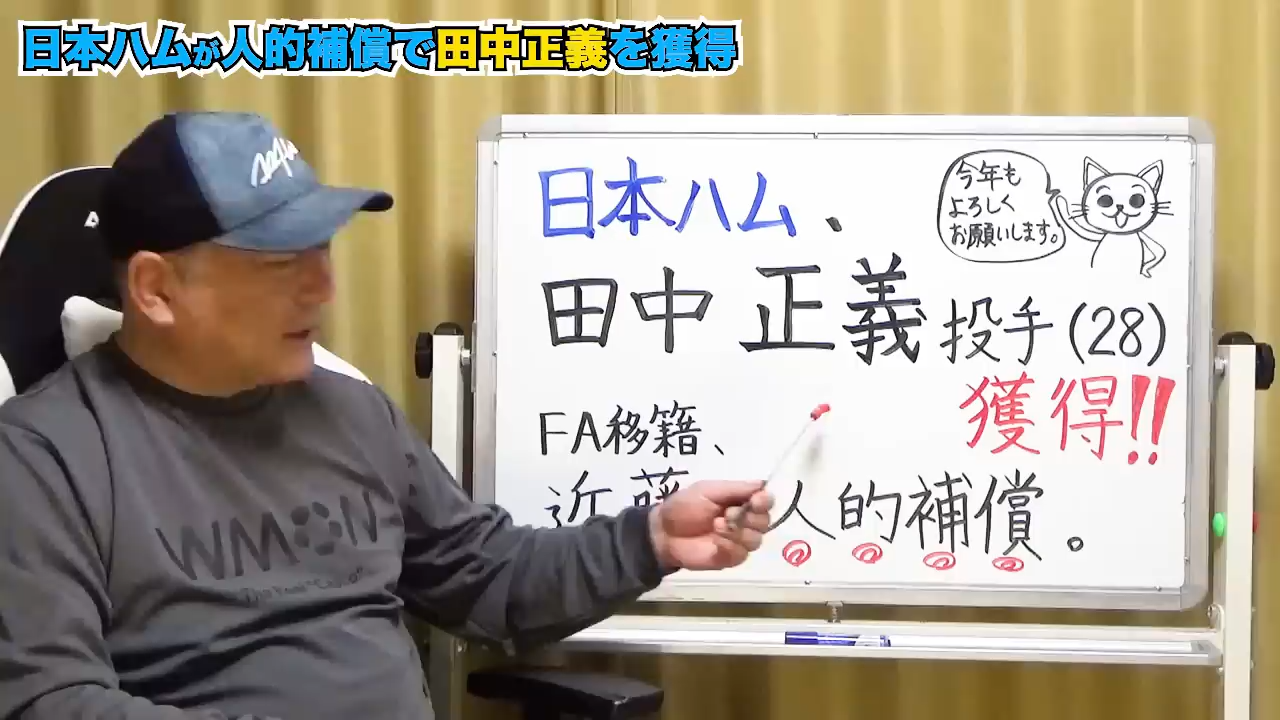 日本ハムが人的補償で田中正義を獲得
日本ハム、
今年も
よろしく
お願いします。
田中 正義 投手(28)
獲得!!
FA移籍、
近藤 人的補償。
WMON